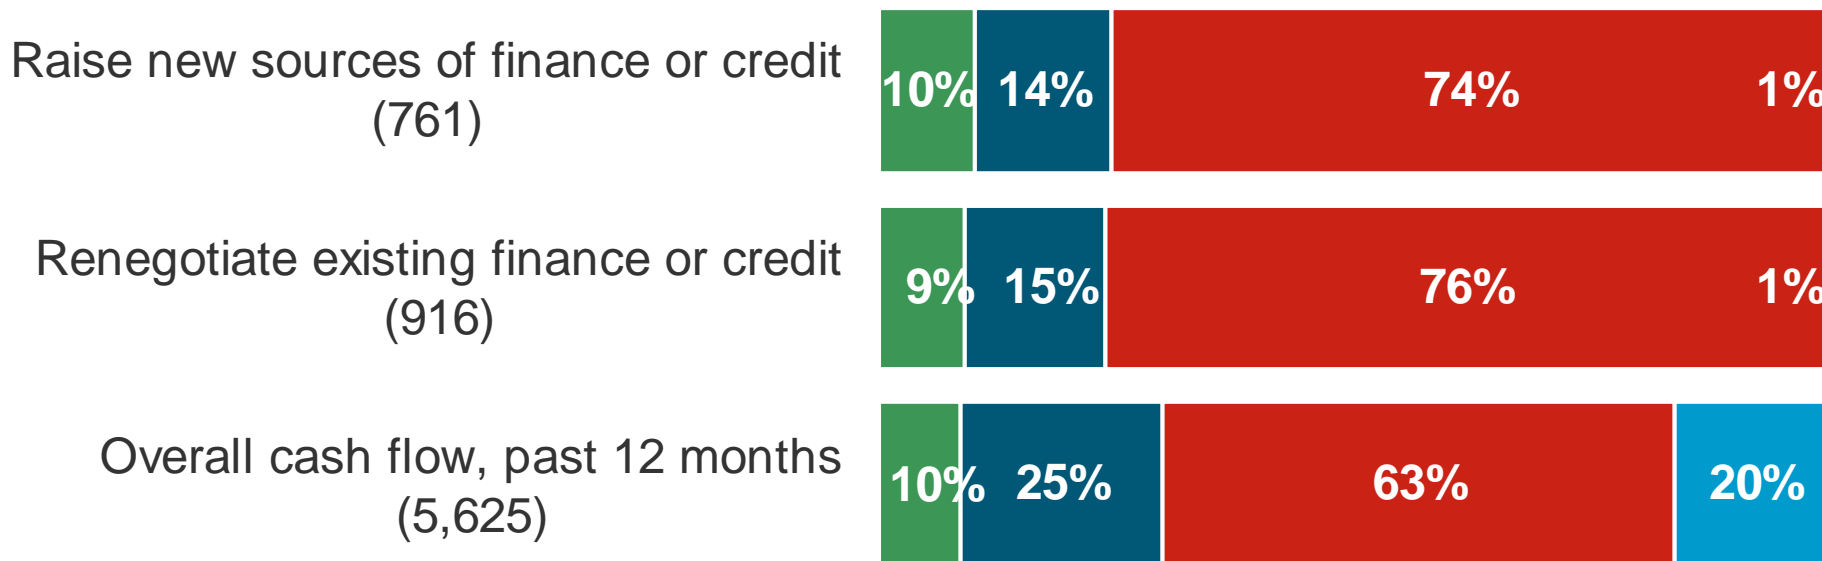 Raise new sources of finance or credit
(761)
10% 14% 74% 1%
Renegotiate existing finance or credit
(916)
9% 15% 76% 1%
Overall cash flow, past 12 months
(5,625)
10% 25% 63% 20%